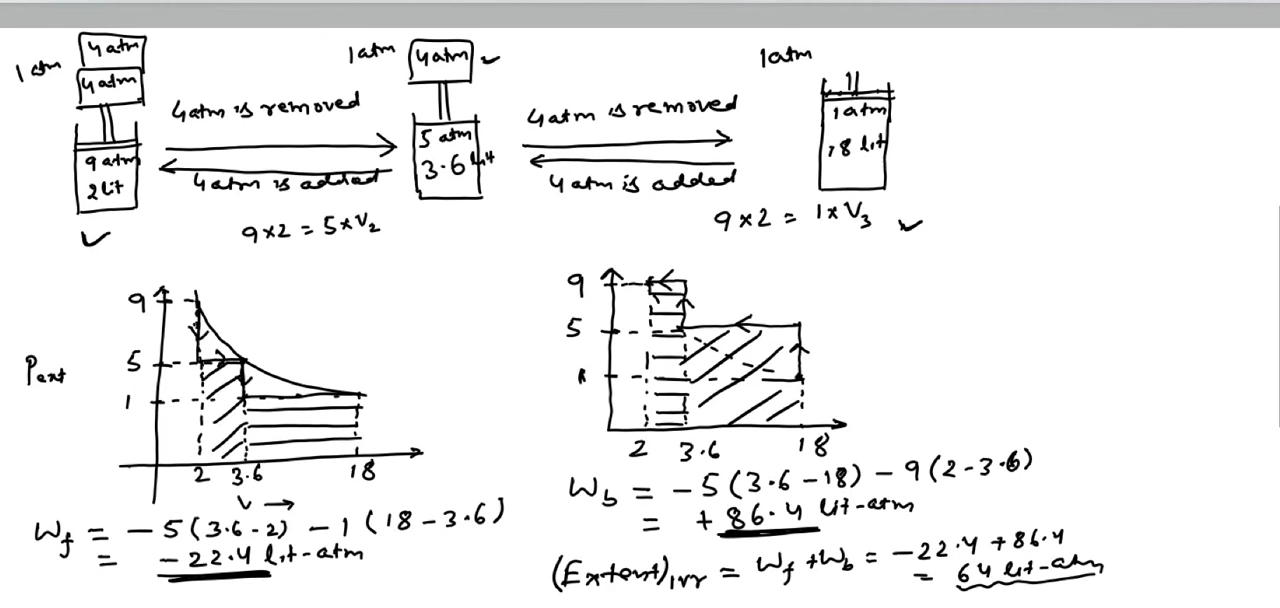 1 atm
4 atm
4 atm
9 atm
2 lit
4 atm is removed
4 atm is added
9 × 2 = 5 × V₂
1 atm
4 atm
5 atm
3.6 lit
4 atm is removed
4 atm is added
1 atm
1 atm
18 lit
9 × 2 = 1 × V₃
9
5
1
Pext
2 3.6 18
V →
Wf = -5(3.6-2) - 1(18-3.6)
= -22.4 lit-atm
9
5
1
2 3.6 18
Wb = -5(3.6-18) - 9(2-3.6)
= +86.4 lit-atm
(Extent)irr = Wf + Wb = -22.4 + 86.4
= 64 lit-atm